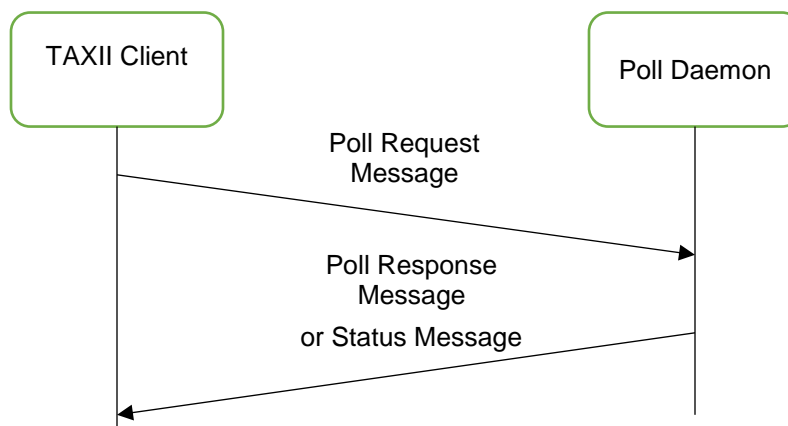 TAXII Client
Poll Daemon
Poll Request
Message
Poll Response
Message
or Status Message